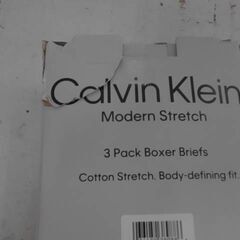 Calvin Klein
Modern Stretch
3 Pack Boxer Briefs
Cotton Stretch. Body-defining fit.